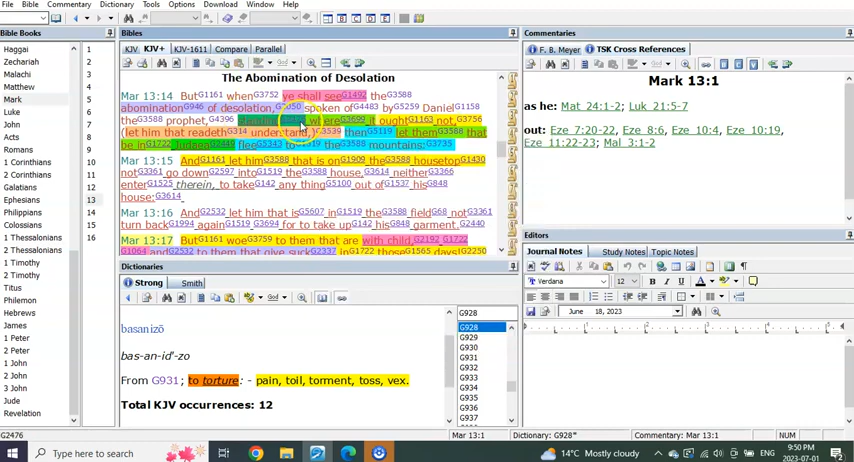 File Bible Commentary Dictionary Tools Options Download Window Help
Bible Books
Haggai
Zechariah
Malachi
Matthew
Mark
Luke
John
Acts
Romans
1 Corinthians
2 Corinthians
Galatians
Ephesians
Philippians
Colossians
1 Thessalonians
2 Thessalonians
1 Timothy
2 Timothy
Titus
Philemon
Hebrews
James
1 Peter
2 Peter
1 John
2 John
3 John
Jude
Revelation
1
2
3
4
5
6
7
8
9
10
11
12
13
14
15
16
Bibles
KJV KJV+ KJV-1611 Compare Parallel
The Abomination of Desolation
Mar 13:14 But G1161 when G3752 ye shall see G1492 the G3588
abomination G946 of desolation, G2050 spoken of G4483 by G5259 Daniel G1158
the G3588 prophet, G4396 where G3699 it ought G1163 not, G3756
(let him that readeth G314 understand,) G3539 then G5119 let them G3588 that
be in G1722 Judaea G2449 flee G5343 to G1519 the G3588 mountains: G3735
Mar 13:15 And G1161 let him G3588 that is on G1909 the G3588 housetop G1430
not G3361 go down G2597 into G1519 the G3588 house, G3614 neither G3366
enter G1525 therein, to take G142 any thing G5100 out of G1537 his G848
house: G3614
Mar 13:16 And G2532 let him that is G5607 in G1519 the G3588 field G68 not G3361
turn back G1994 again G1519 G3694 for to take up G142 his G848 garment. G2440
Mar 13:17 But G1161 woe G3759 to them that are with child, G2192 G1722
G1064 and G2532 to them that give suck G2337 in G1722 those G1565 days! G2250
Dictionaries
Strong Smith
God
basanizō
bas-an-id'-zo
From G931; to torture: - pain, toil, torment, toss, vex.
Total KJV occurrences: 12
G928
G928
G929
G930
G931
G932
G933
G934
G935
G936
G937
Commentaries
F. B. Meyer TSK Cross References
Mark 13:1
as he: Mat 24:1-2; Luk 21:5-7
out: Eze 7:20-22, Eze 8:6, Eze 10:4, Eze 10:19,
Eze 11:22-23; Mal 3:1-2
Editors
Journal Notes Study Notes Topic Notes
Verdana 12 B I U A
June 18, 2023
1 2 3 4 5
G2476 Mar 13:1 Dictionary: G928* Commentary: Mar 13:1 NUM
Type here to search
14°C Mostly cloudy
ENG
9:50 PM
2023-07-01
2